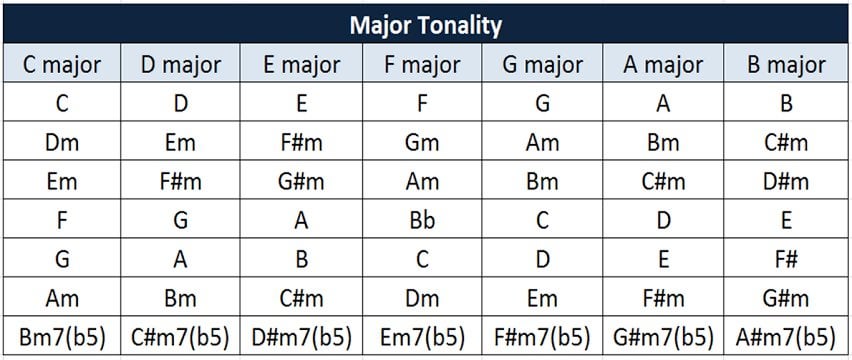 Major Tonality
C major D major E major F major G major A major B major
C D E F G A B
Dm Em F#m Gm Am Bm C#m
Em F#m G#m Am Bm C#m D#m
F G A Bb C D E
G A B C D E F#
Am Bm C#m Dm Em F#m G#m
Bm7(b5) C#m7(b5) D#m7(b5) Em7(b5) F#m7(b5) G#m7(b5) A#m7(b5)